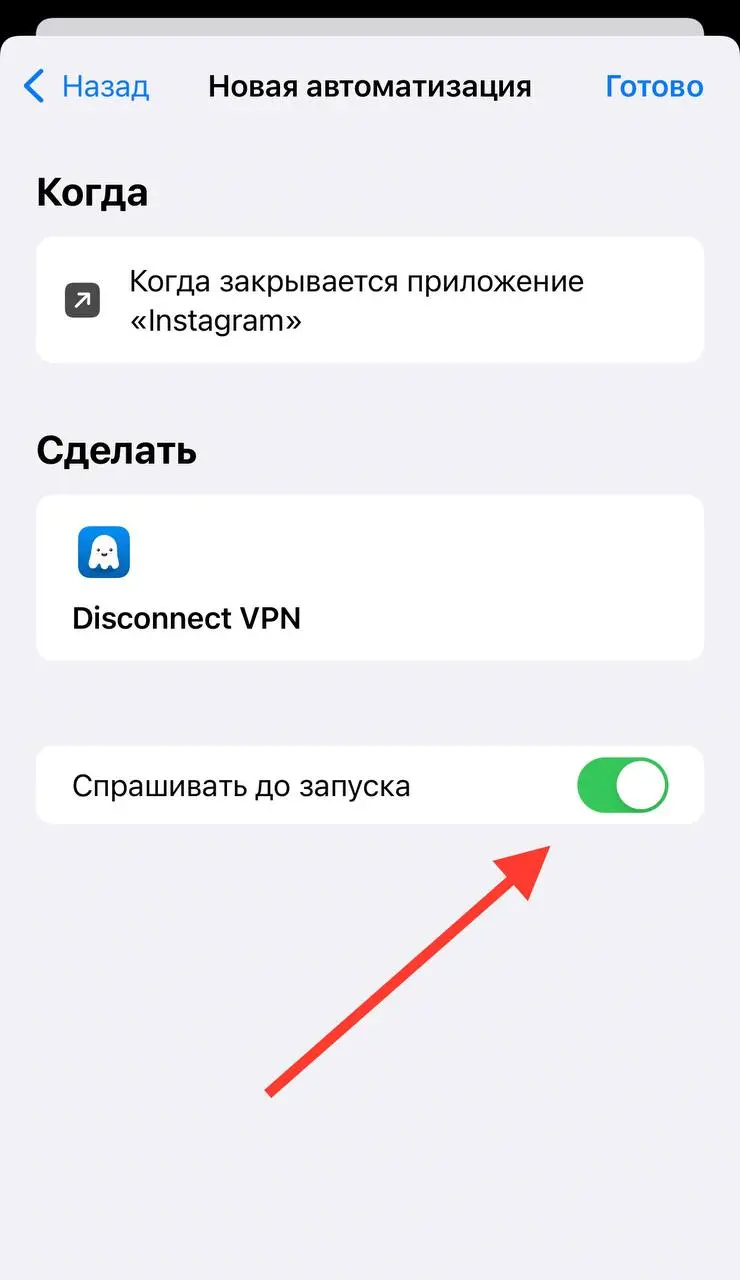 Назад
Новая автоматизация
Готово
Когда
Когда закрывается приложение
«Instagram»
Сделать
Disconnect VPN
Спрашивать до запуска